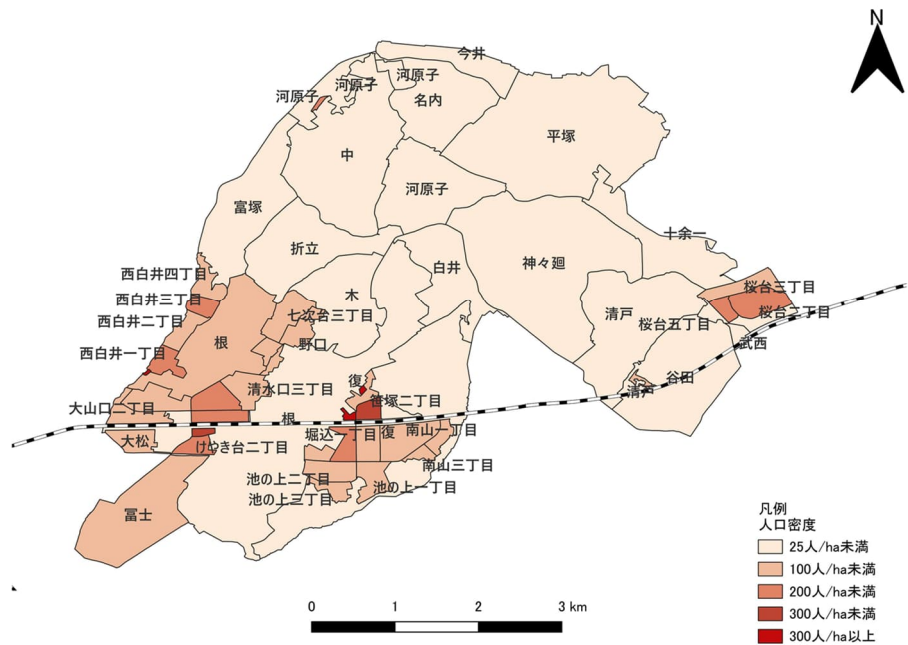 N
今井
河原子
河原子
河原子
名内
平塚
中
河原子
富塚
十余一
折立
白井
神々廻
西白井四丁目
桜台三丁目
木
西白井三丁目
桜台二丁目
七次台三丁目
清戸
西白井二丁目
桜台五丁目
根
野口
武西
西白井一丁目
谷田
復
清水口三丁目
清戸
笹塚二丁目
大山口二丁目
根
堀込一丁目
復
南山一丁目
大松
けやき台二丁目
南山三丁目
池の上二丁目
池の上一丁目
池の上三丁目
冨士
凡例
人口密度
25人/ha未満
100人/ha未満
200人/ha未満
300人/ha未満
300人/ha以上
0 1 2 3 km